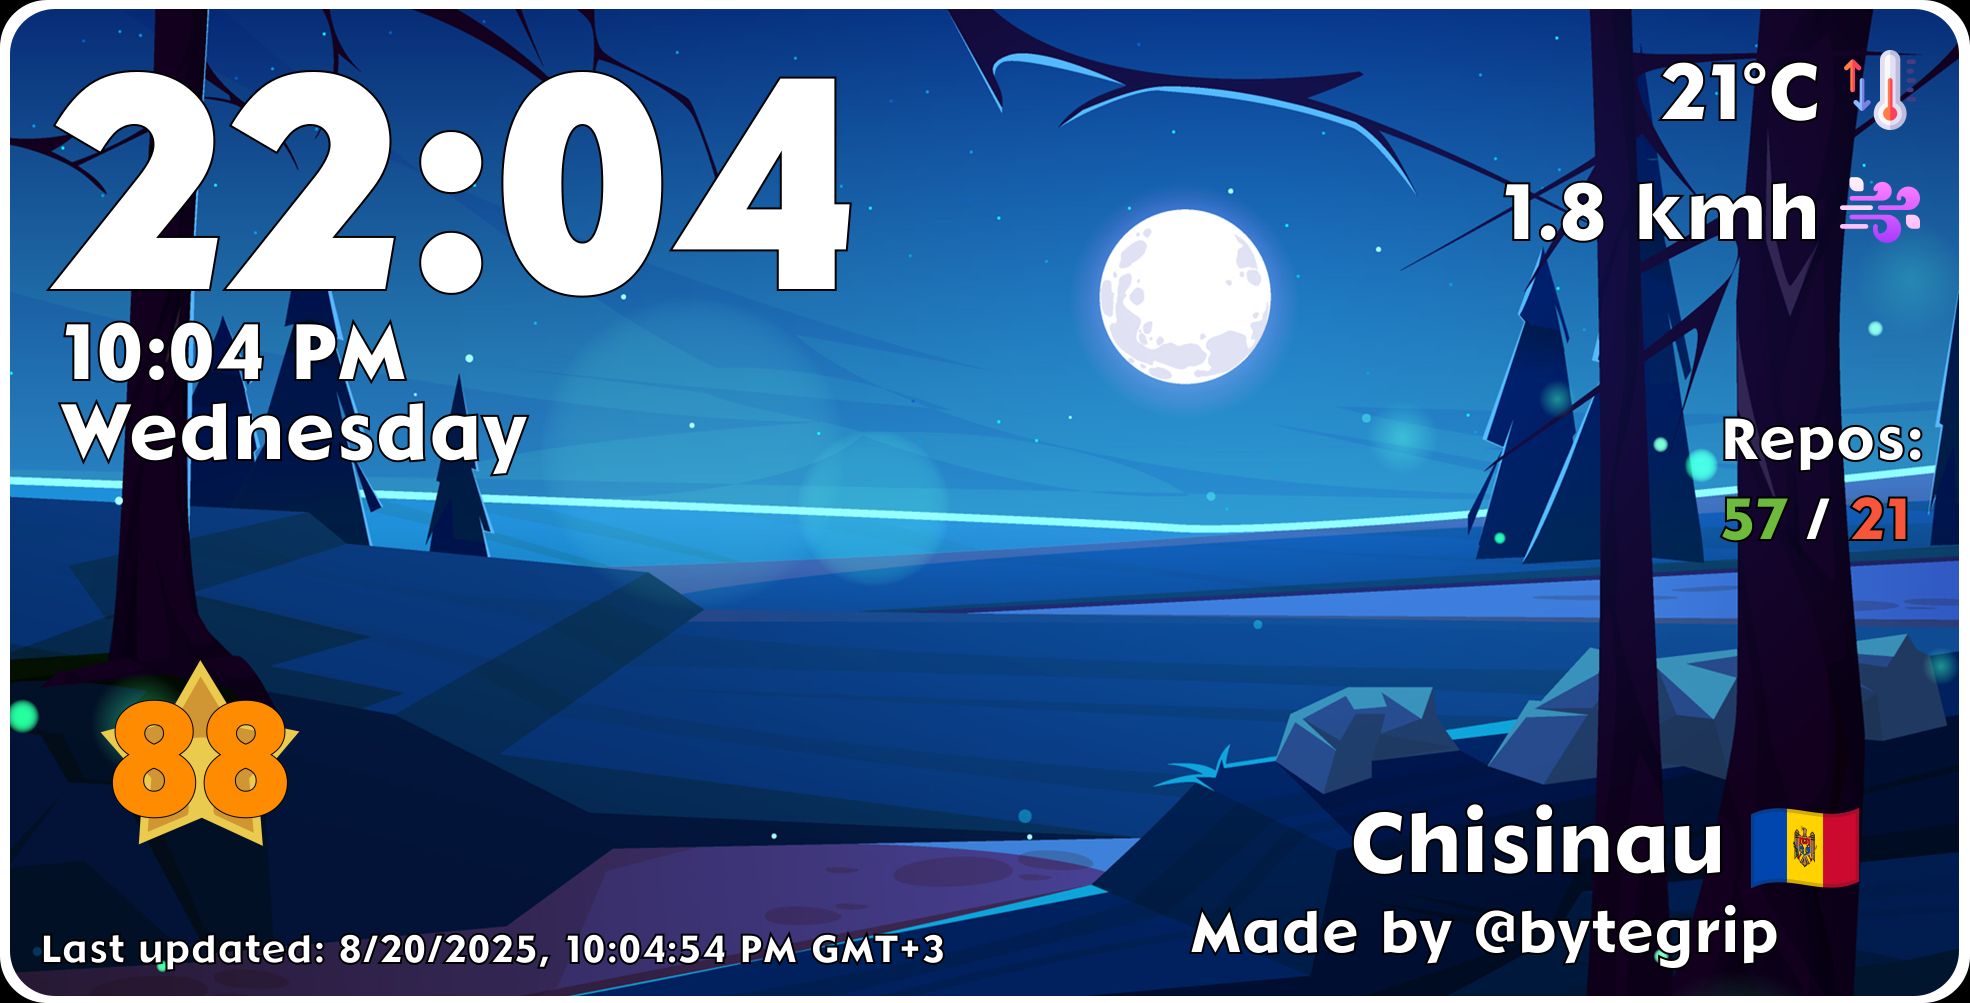 22:04
10:04 PM
Wednesday
21°C
1.8 kmh
Repos:
57 / 21
88
Chisinau
Made by @bytegrip
Last updated: 8/20/2025, 10:04:54 PM GMT+3